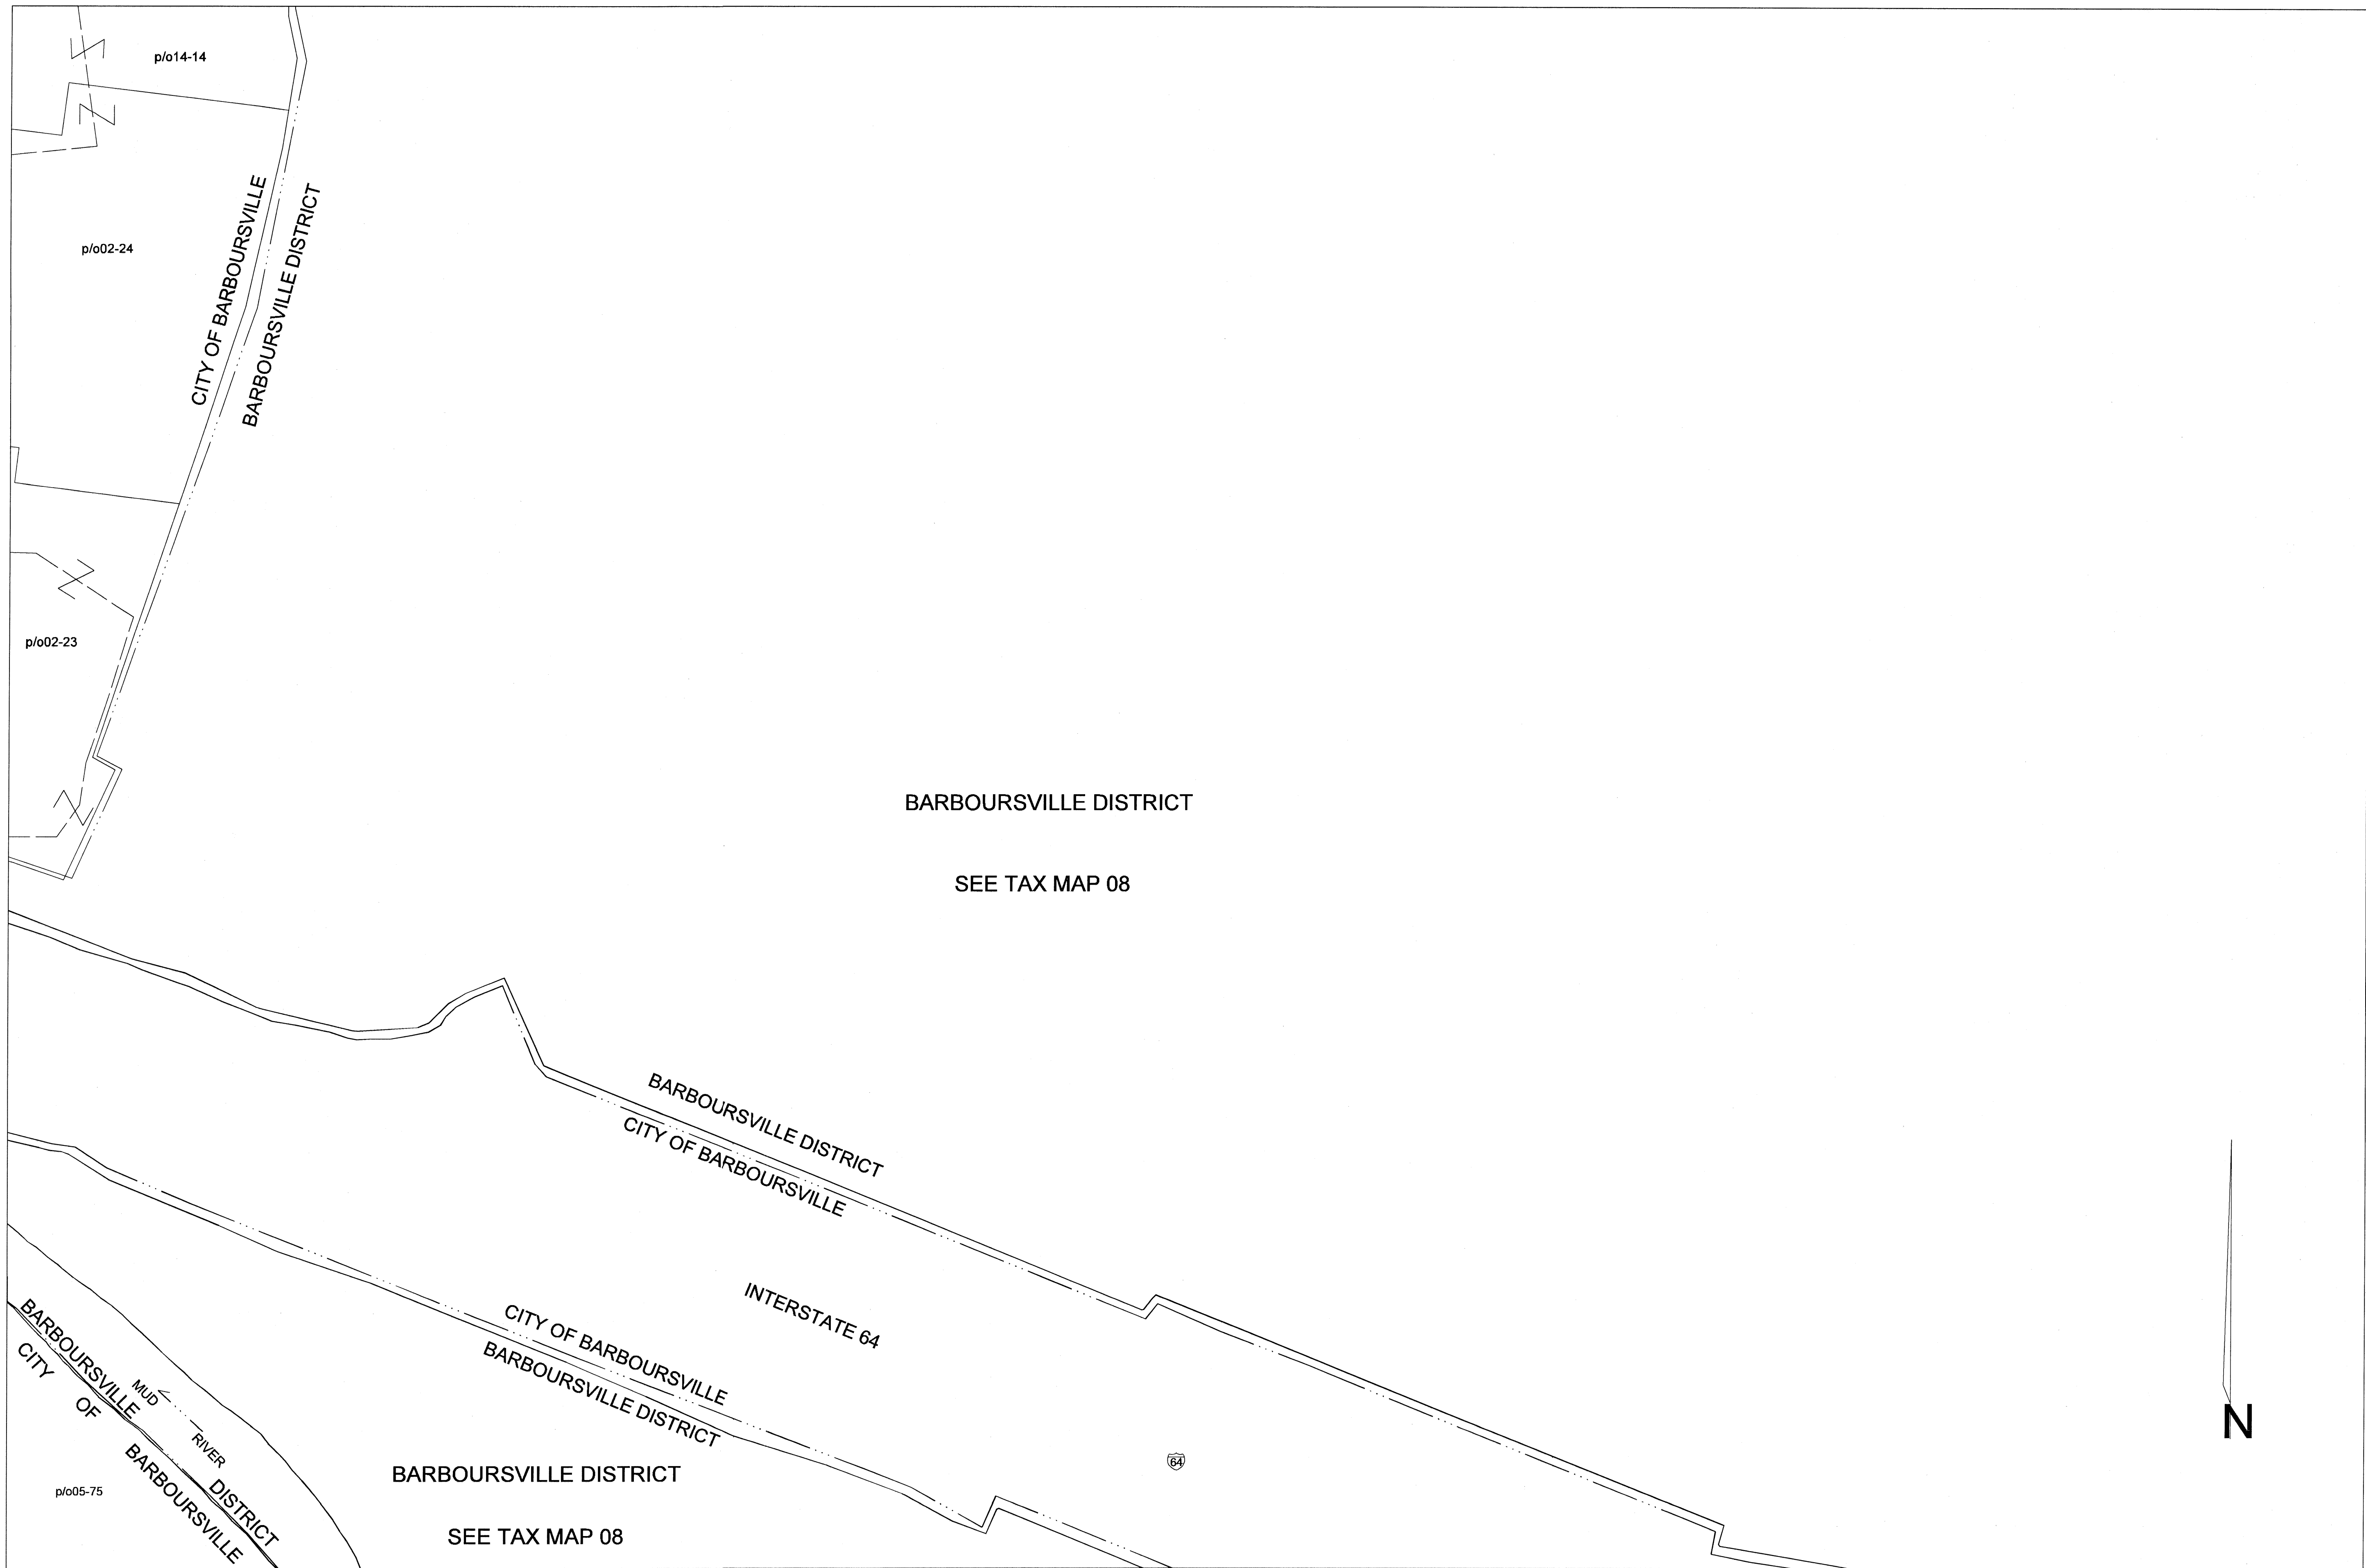 p/o14-14
p/o02-24
CITY OF BARBOURSVILLE
BARBOURSVILLE DISTRICT
p/o02-23
BARBOURSVILLE DISTRICT
SEE TAX MAP 08
BARBOURSVILLE DISTRICT
CITY OF BARBOURSVILLE
INTERSTATE 64
CITY OF BARBOURSVILLE
BARBOURSVILLE DISTRICT
BARBOURSVILLE DISTRICT
CITY OF BARBOURSVILLE
MUD RIVER
p/o05-75
BARBOURSVILLE DISTRICT
SEE TAX MAP 08
64
N